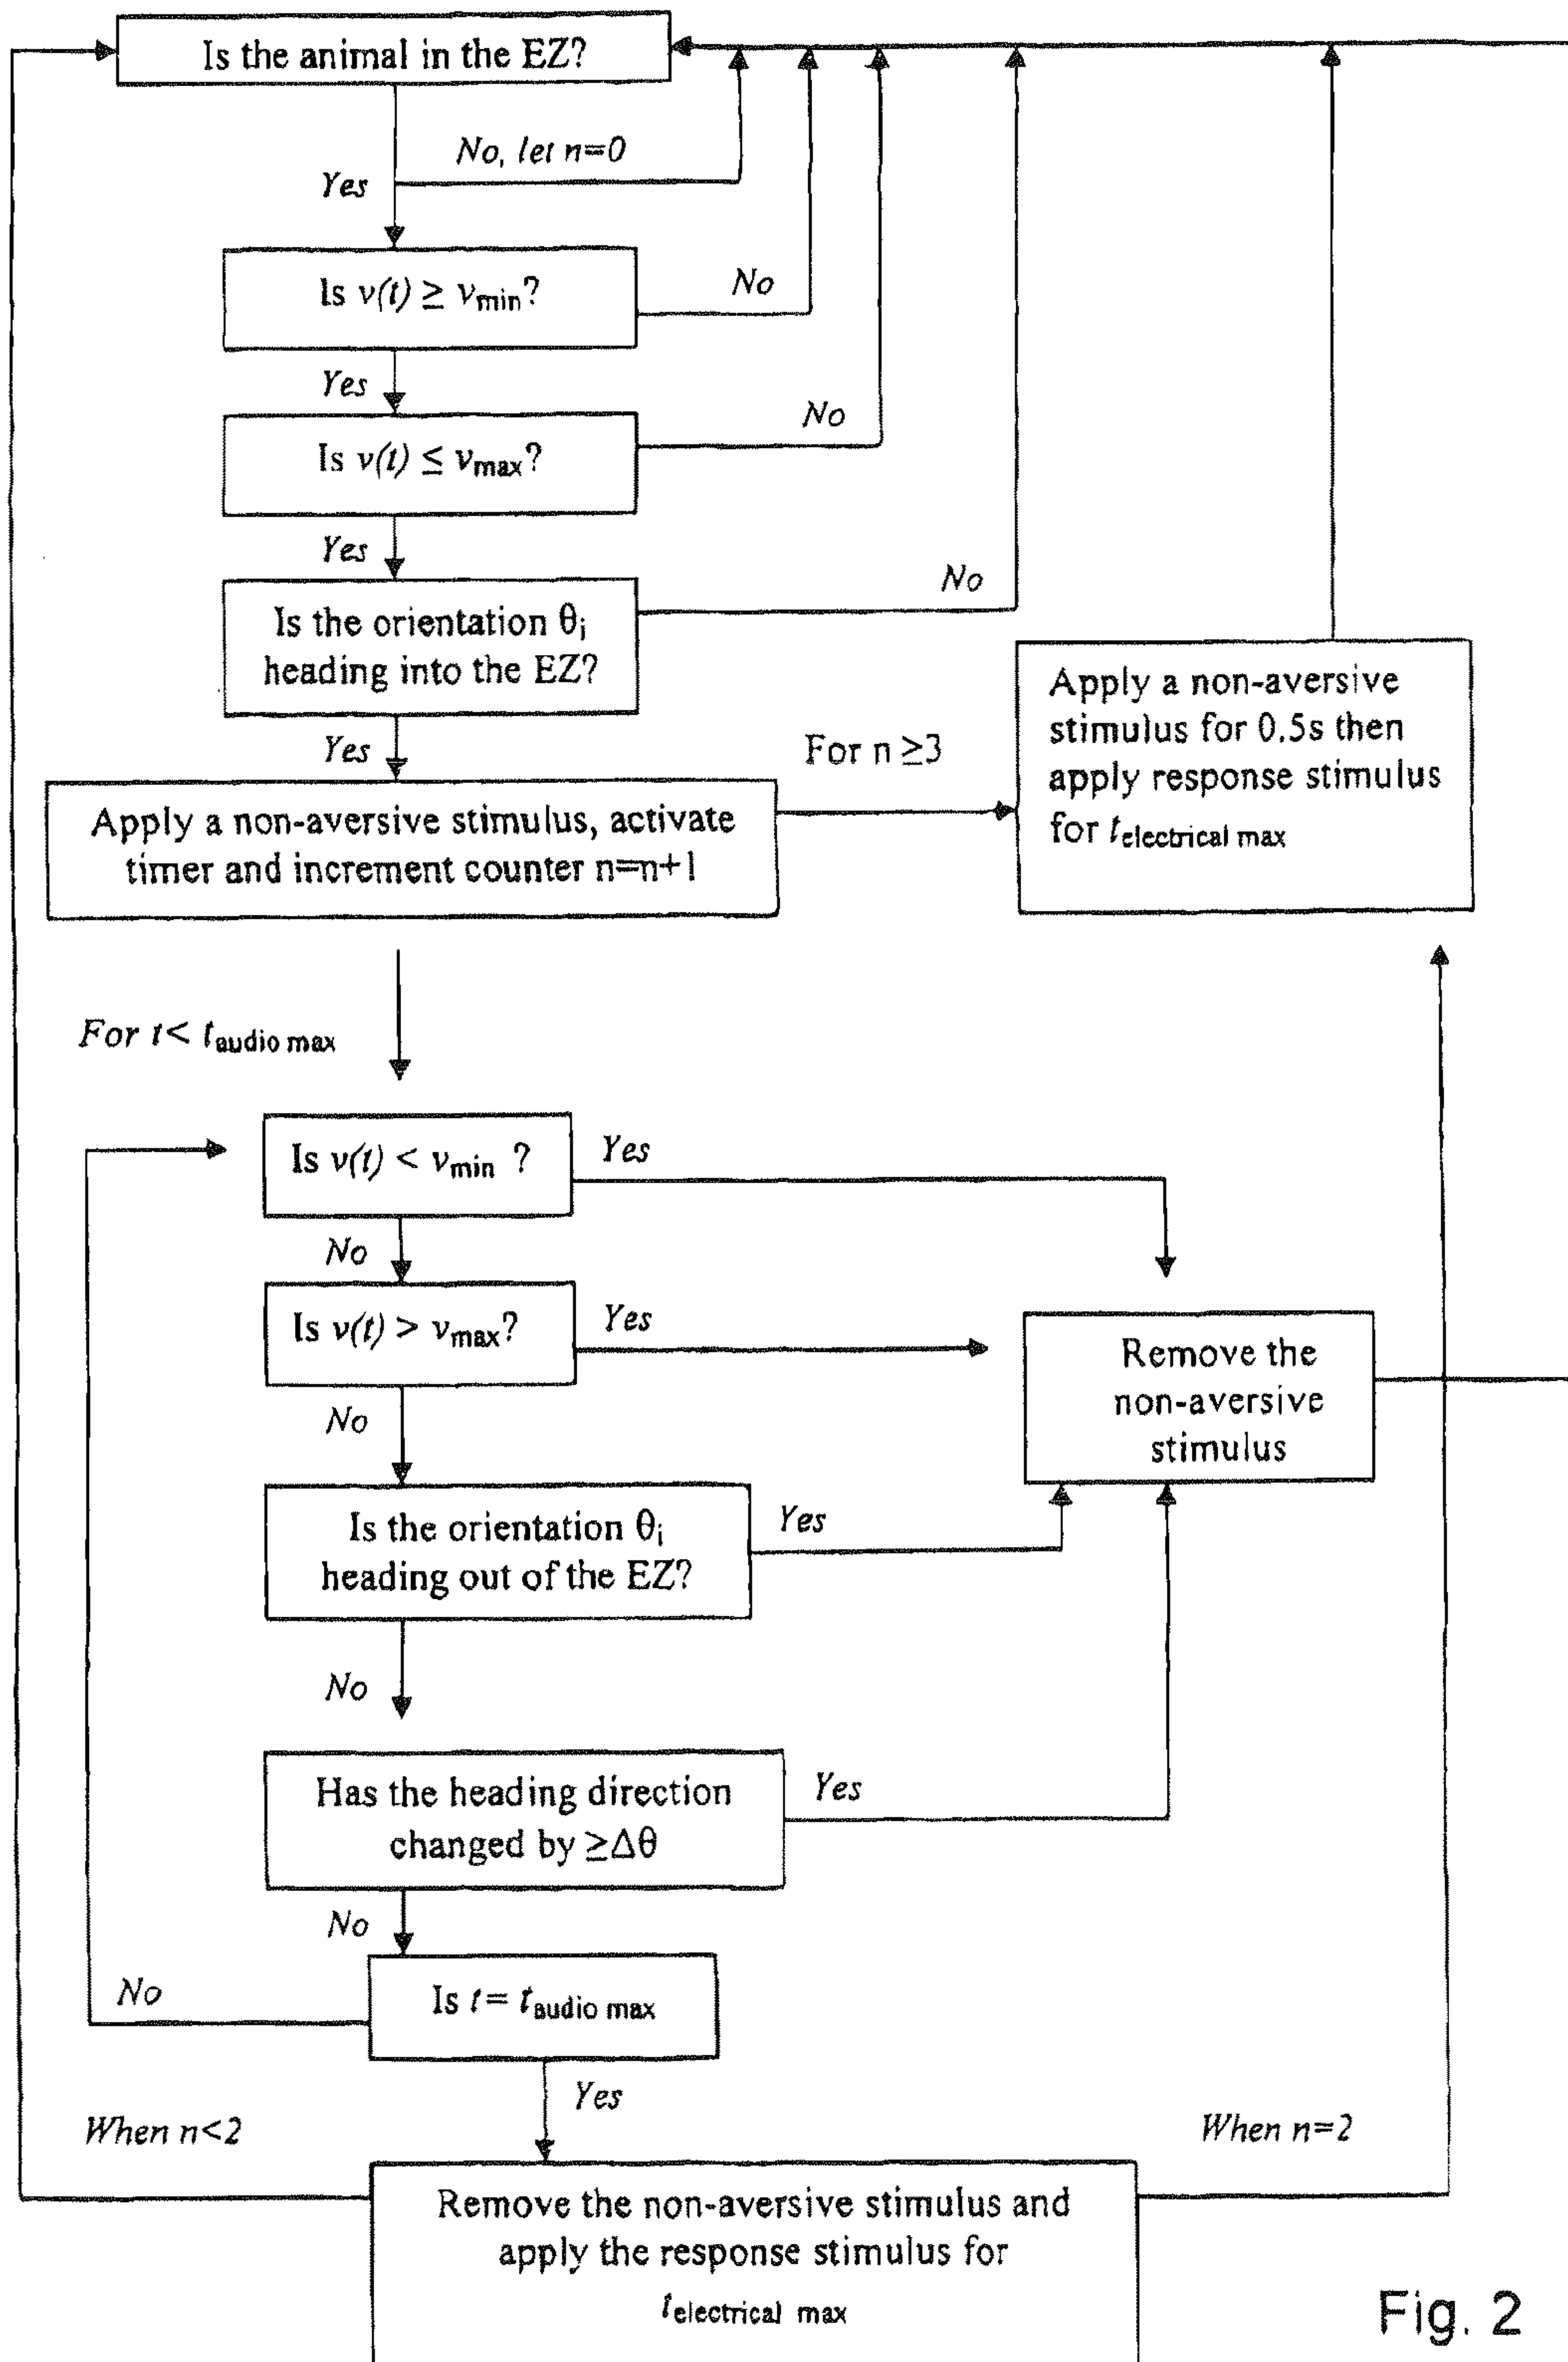 Is the animal in the EZ?
No, let n=0
Yes
Is v(t) ≥ vmin?
No
Yes
Is v(t) ≤ vmax?
No
Yes
Is the orientation θi
heading into the EZ?
No
Yes
Apply a non-aversive stimulus, activate
timer and increment counter n=n+1
For n ≥3
Apply a non-aversive
stimulus for 0.5s then
apply response stimulus
for telectrical max
For t< taudio max
Is v(t) < vmin ?
Yes
No
Is v(t) > vmax?
Yes
No
Remove the
non-aversive
stimulus
Is the orientation θi
heading out of the EZ?
Yes
No
Has the heading direction
changed by ≥Δθ
Yes
No
Is t= taudio max
No
Yes
When n<2
When n=2
Remove the non-aversive stimulus and
apply the response stimulus for
telectrical max
Fig. 2